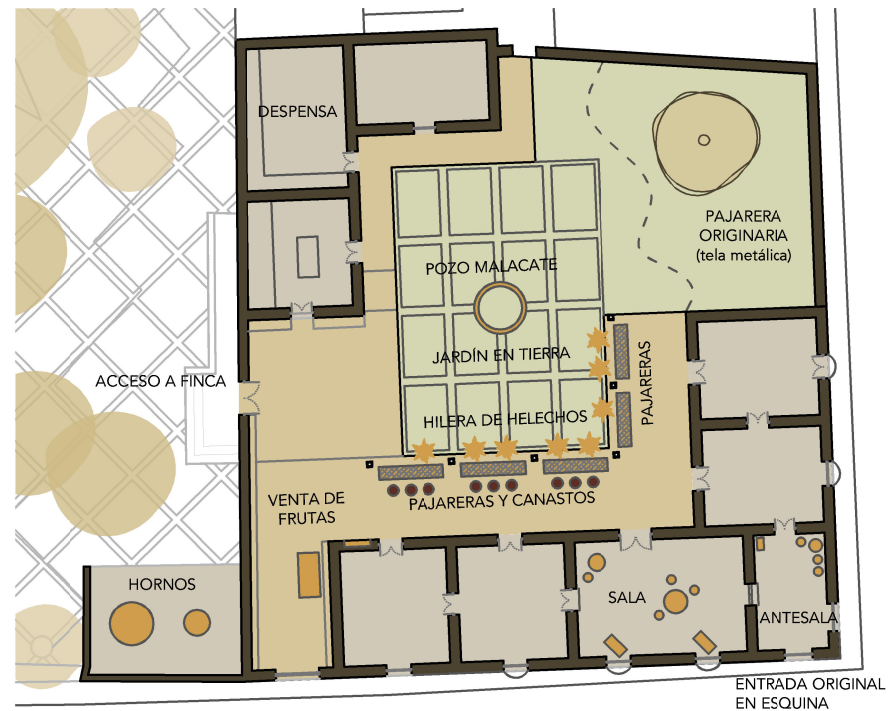 DESPENSA
PAJARERA
ORIGINARIA
(tela metálica)
POZO MALACATE
JARDÍN EN TIERRA
ACCESO A FINCA
PAJARERAS
HILERA DE HELECHOS
VENTA DE
FRUTAS
PAJARERAS Y CANASTOS
HORNOS
SALA
ANTESALA
ENTRADA ORIGINAL
EN ESQUINA